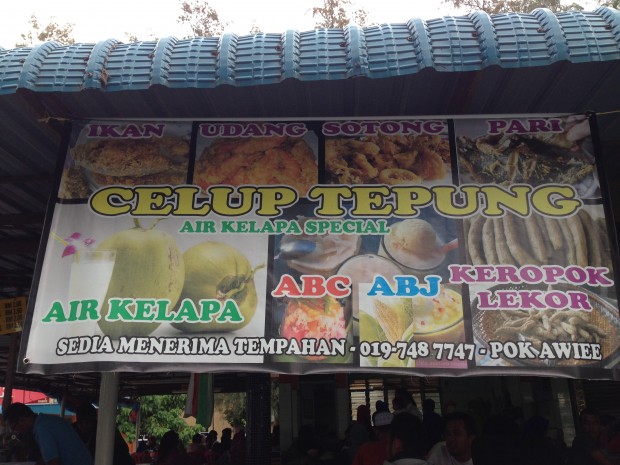 IKAN UDANG SOTONG PARI
CELUP TEPUNG
AIR KELAPA SPECIAL
AIR KELAPA
ABC
ABJ
KEROPOK
LEKOR
SEDIA MENERIMA TEMPAHAN - 019-748 7747 - POK AWIEE